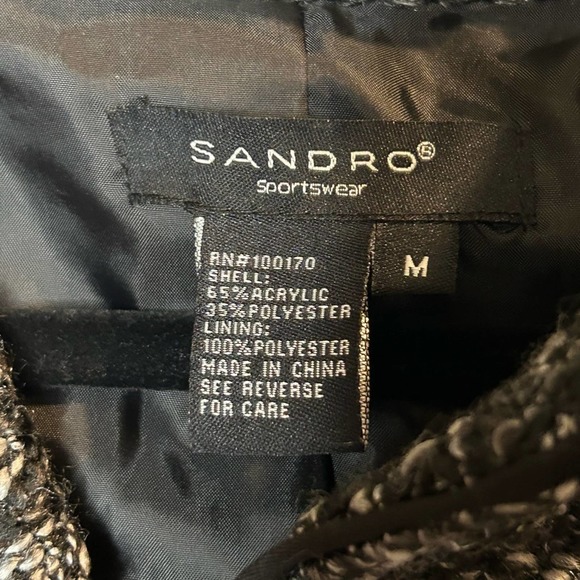 SANDRO®
Sportswear
M
RN#100170
SHELL:
65%ACRYLIC
35%POLYESTER
LINING:
100%POLYESTER
MADE IN CHINA
SEE REVERSE
FOR CARE